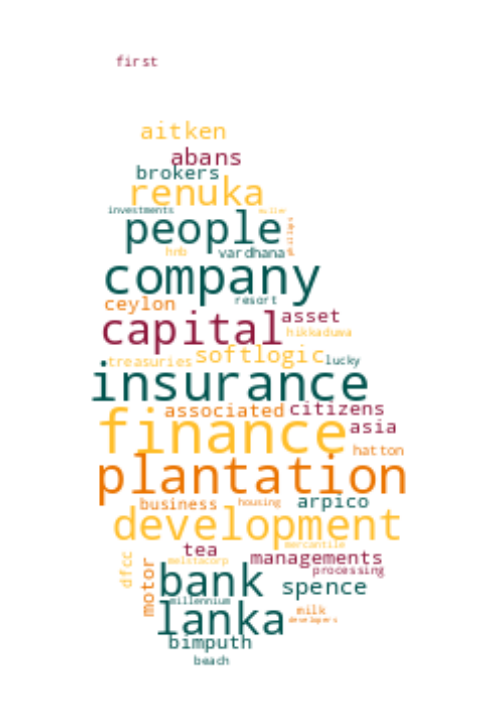 first
aitken
abans
brokers
renuka
investments
people
hnb
vardhana
company
ceylon
resort
capital
asset
hikkaduwa
treasuries
softlogic
lucky
insurance
associated
citizens
finance
asia
hatton
plantation
business
housing
arpico
development
mercantile
tea
managements
dfcc
metstacorp
processing
motor
bank
spence
millennium
lanka
milk
developers
bimputh
beach